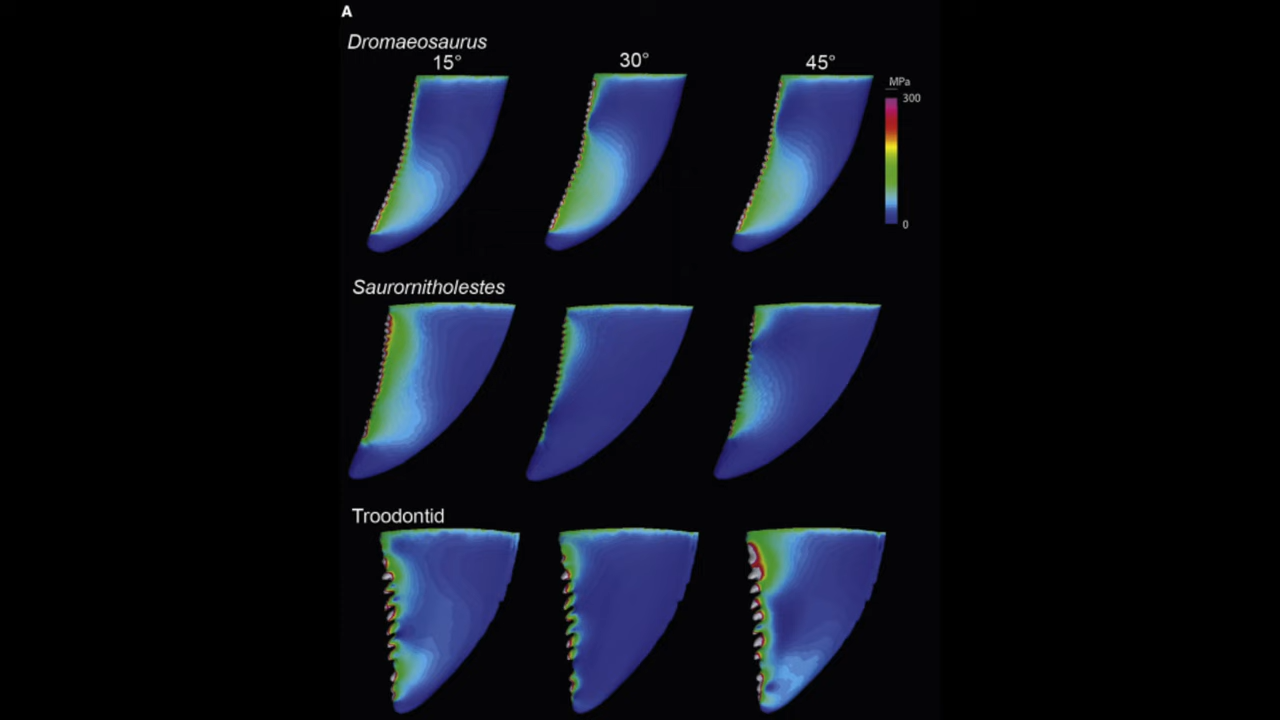 A
Dromaeosaurus
15° 30° 45°
MPa
300
0
Saurornitholestes
Troodontid